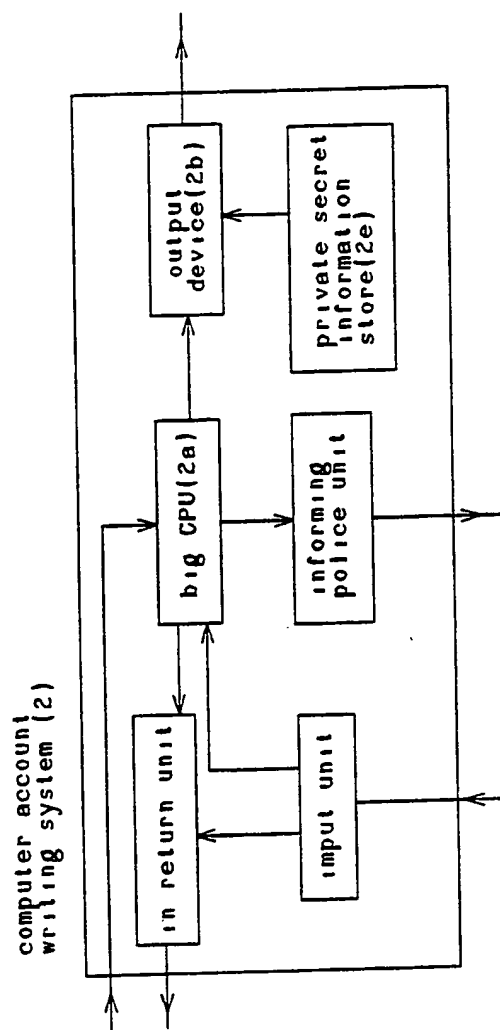 computer account
writing system (2)
in return unit
big CPU(2a)
output
device(2b)
imput unit
informing
police unit
private secret
information
store(2e)